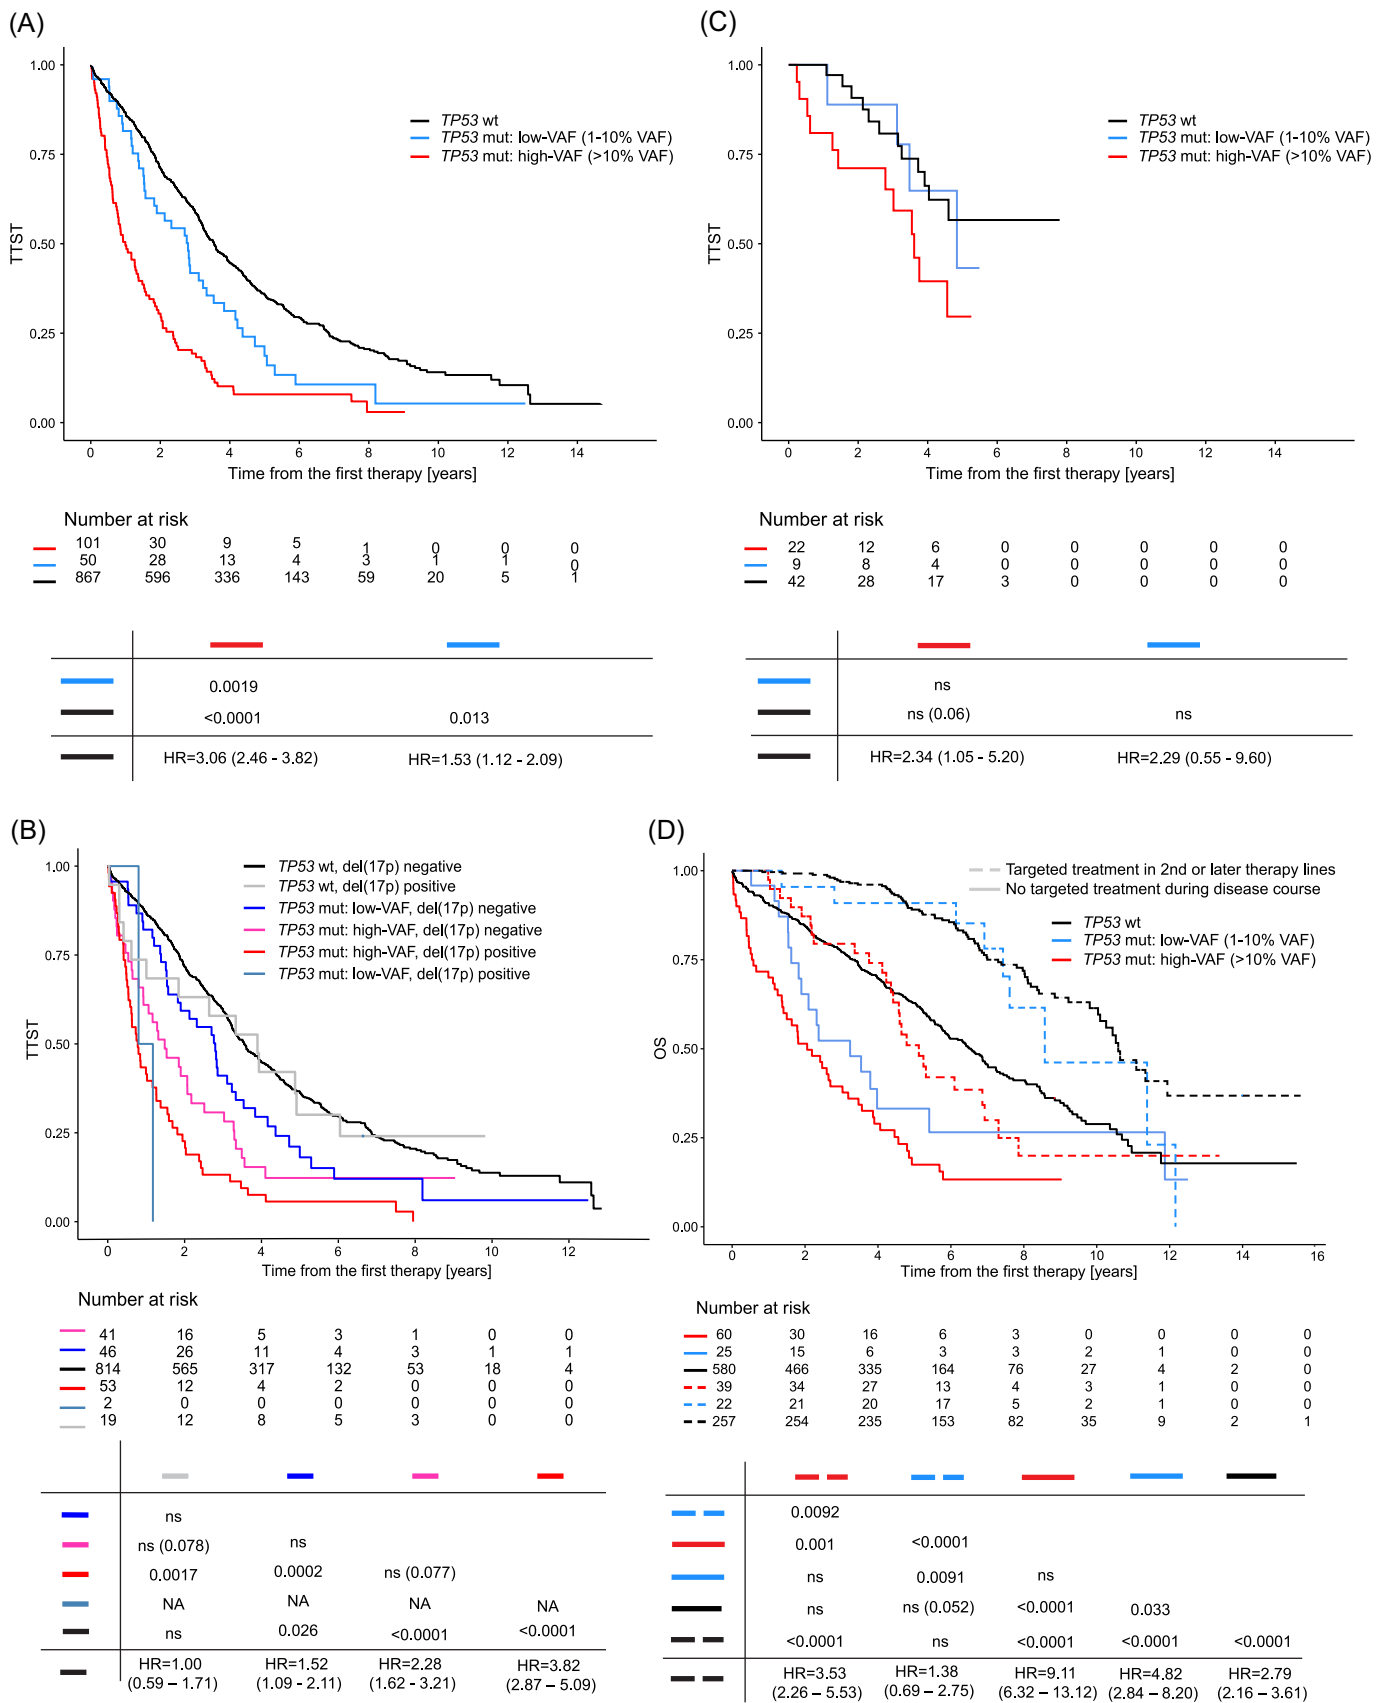 (A)
1.00
0.75
0.50
0.25
0.00
TTST
TP53 wt
TP53 mut: low-VAF (1-10% VAF)
TP53 mut: high-VAF (>10% VAF)
0 2 4 6 8 10 12 14
Time from the first therapy [years]
Number at risk
101 30 9 5 1 0 0 0
50 28 13 4 3 1 1 0
867 596 336 143 59 20 5 1
0.0019
<0.0001 0.013
HR=3.06 (2.46 - 3.82) HR=1.53 (1.12 - 2.09)
(C)
1.00
0.75
0.50
0.25
0.00
TTST
TP53 wt
TP53 mut: low-VAF (1-10% VAF)
TP53 mut: high-VAF (>10% VAF)
0 2 4 6 8 10 12 14
Time from the first therapy [years]
Number at risk
22 12 6 0 0 0 0 0
9 8 4 0 0 0 0 0
42 28 17 3 0 0 0 0
ns
ns (0.06) ns
HR=2.34 (1.05 - 5.20) HR=2.29 (0.55 - 9.60)
(B)
1.00
0.75
0.50
0.25
0.00
TTST
TP53 wt, del(17p) negative
TP53 wt, del(17p) positive
TP53 mut: low-VAF, del(17p) negative
TP53 mut: high-VAF, del(17p) negative
TP53 mut: high-VAF, del(17p) positive
TP53 mut: low-VAF, del(17p) positive
0 2 4 6 8 10 12
Time from the first therapy [years]
Number at risk
41 16 5 3 1 0 0
46 26 11 4 3 1 1
814 565 317 132 53 18 4
53 12 4 2 0 0 0
2 0 0 0 0 0 0
19 12 8 5 3 0 0
ns
ns (0.078) ns
0.0017 0.0002 ns (0.077)
NA NA NA NA
ns 0.026 <0.0001 <0.0001
HR=1.00 HR=1.52 HR=2.28 HR=3.82
(0.59 – 1.71) (1.09 - 2.11) (1.62 - 3.21) (2.87 – 5.09)
(D)
1.00
0.75
0.50
0.25
0.00
OS
Targeted treatment in 2nd or later therapy lines
No targeted treatment during disease course
TP53 wt
TP53 mut: low-VAF (1-10% VAF)
TP53 mut: high-VAF (>10% VAF)
0 2 4 6 8 10 12 14 16
Time from the first therapy [years]
Number at risk
60 30 16 6 3 0 0 0 0
25 15 6 3 3 2 1 0 0
580 466 335 164 76 27 4 2 0
39 34 27 13 4 3 1 0 0
22 21 20 17 5 2 1 0 0
257 254 235 153 82 35 9 2 1
0.0092
0.001 <0.0001
ns 0.0091 ns
ns ns (0.052) <0.0001 0.033
<0.0001 ns <0.0001 <0.0001 <0.0001
HR=3.53 HR=1.38 HR=9.11 HR=4.82 HR=2.79
(2.26 – 5.53) (0.69 – 2.75) (6.32 – 13.12) (2.84 – 8.20) (2.16 – 3.61)